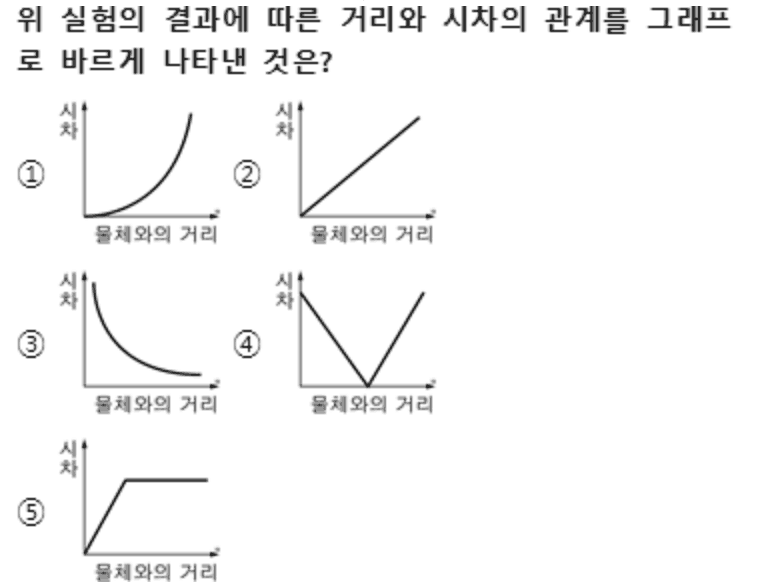 위 실험의 결과에 따른 거리와 시차의 관계를 그래프
로 바르게 나타낸 것은?
① 시차 물체와의 거리
② 시차 물체와의 거리
③ 시차 물체와의 거리
④ 시차 물체와의 거리
⑤ 시차 물체와의 거리